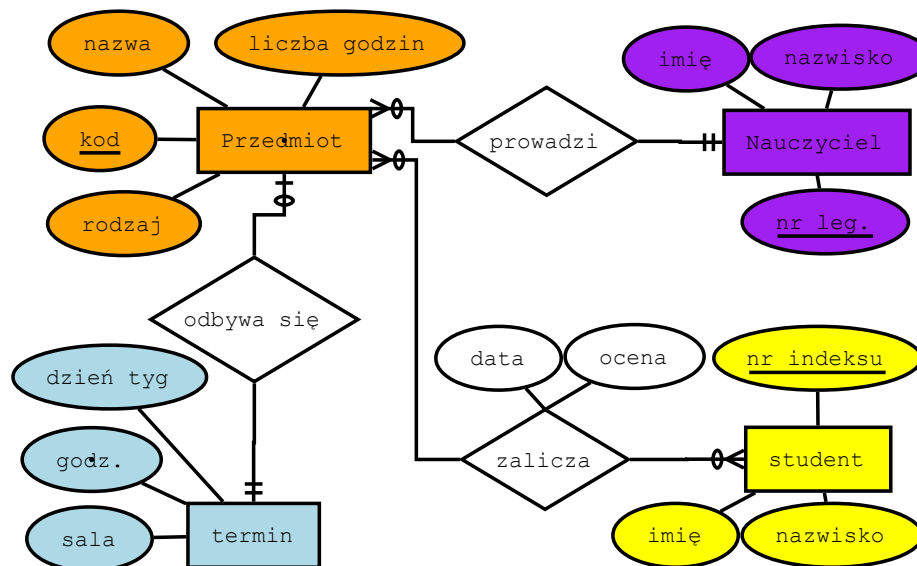 nazwa
liczba godzin
imię
nazwisko
kod
Przedmiot
prowadzi
Nauczyciel
rodzaj
nr leg.
odbywa się
dzień tyg
data
ocena
nr indeksu
godz.
zalicza
student
sala
termin
imię
nazwisko